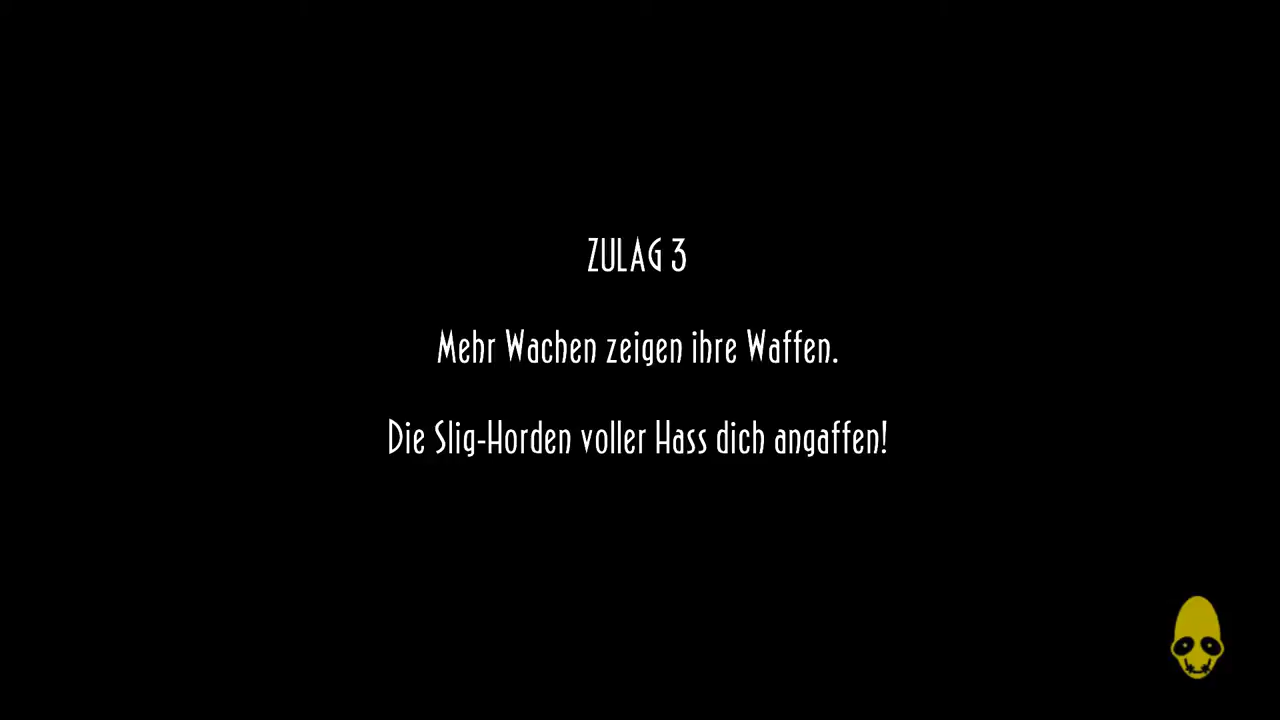 ZULAG 3
Mehr Wachen zeigen ihre Waffen.
Die Slig-Horden voller Hass dich angaffen!